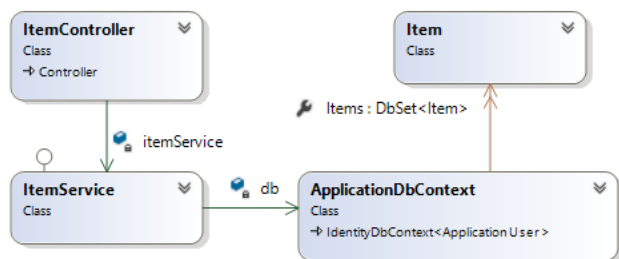 ItemController
Class
Controller
Item
Class
Items : DbSet<Item>
itemService
ItemService
Class
db
ApplicationDbContext
Class
IdentityDbContext<ApplicationUser>